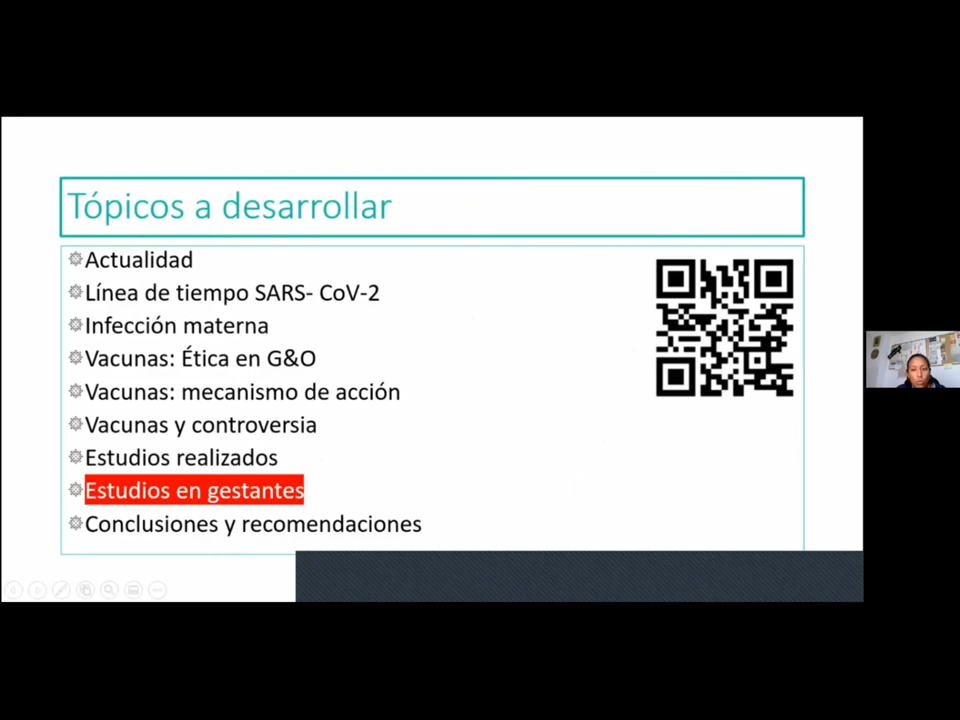 Tópicos a desarrollar
Actualidad
Línea de tiempo SARS- CoV-2
Infección materna
Vacunas: Ética en G&O
Vacunas: mecanismo de acción
Vacunas y controversia
Estudios realizados
Estudios en gestantes
Conclusiones y recomendaciones